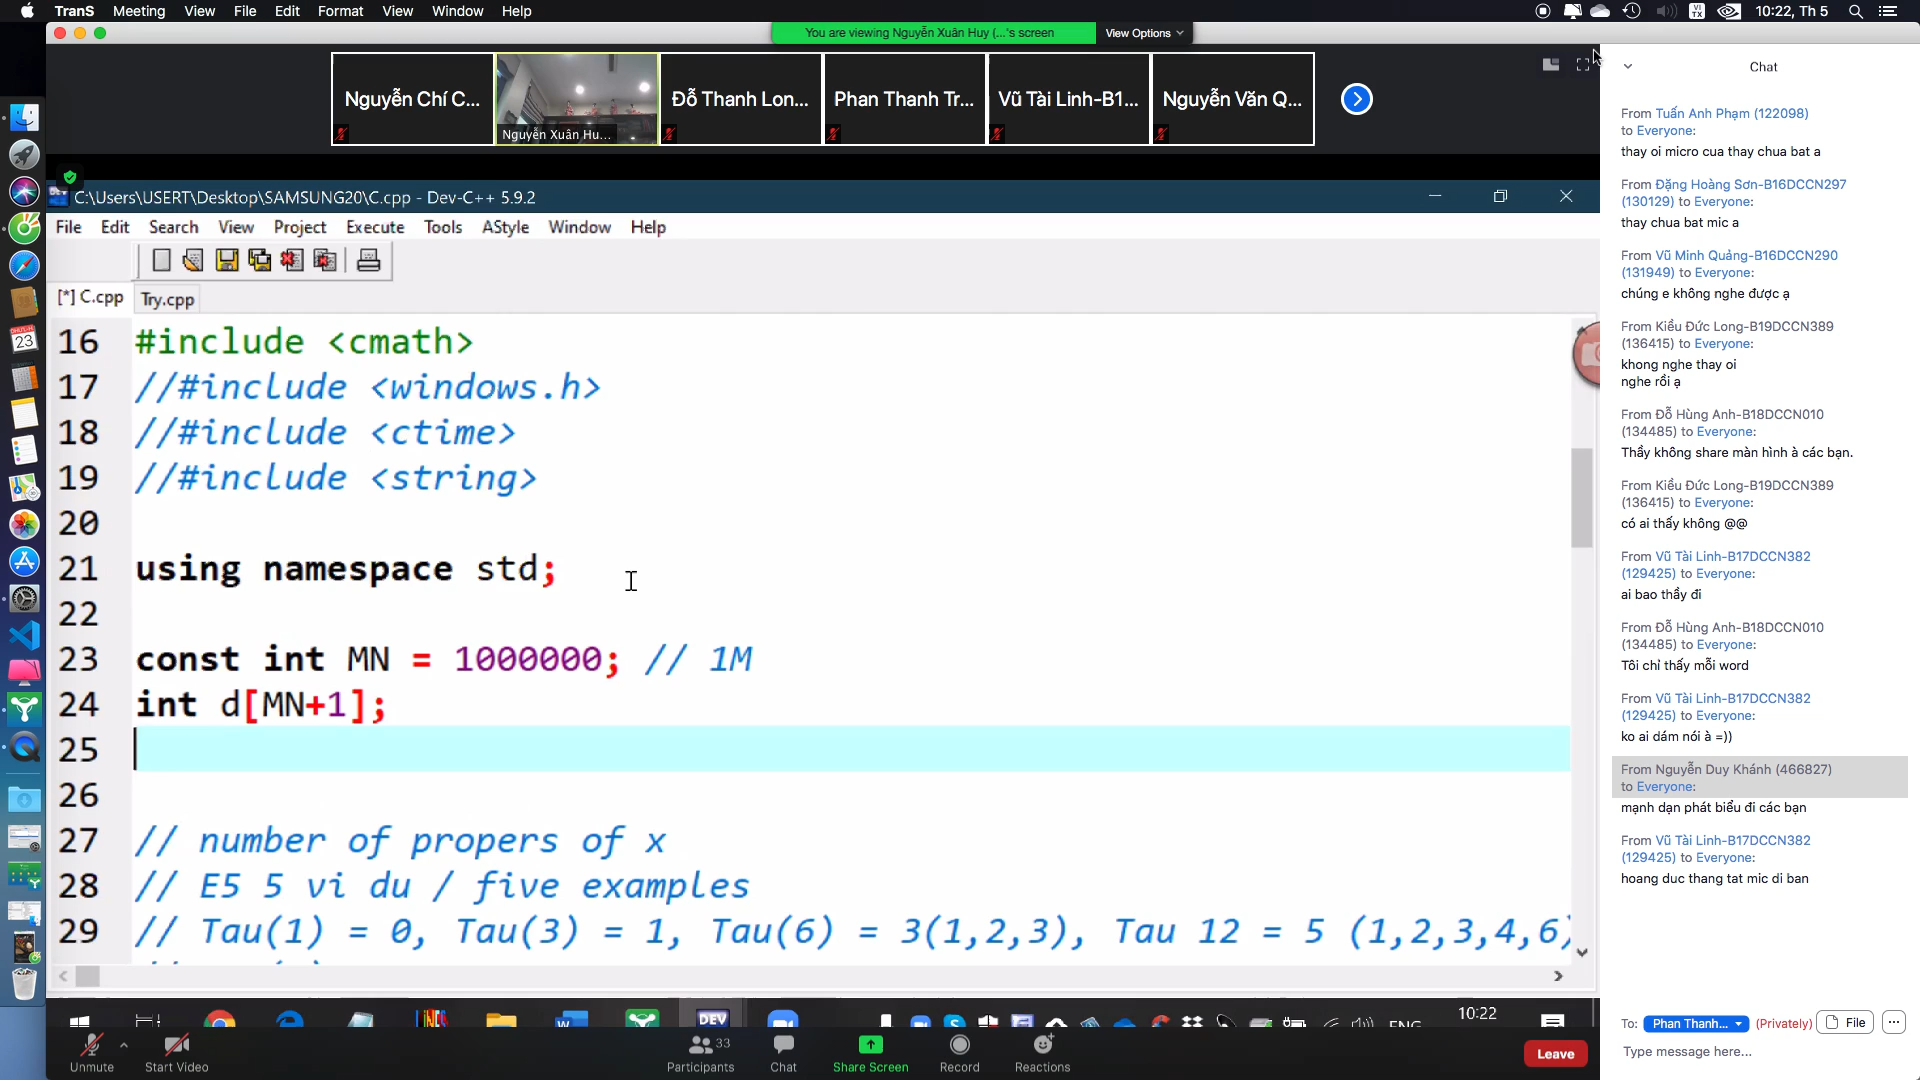 TranS Meeting View File Edit Format View Window Help
10:22, Th 5
You are viewing Nguyễn Xuân Huy (...'s screen
View Options
Nguyễn Chí C...
Nguyễn Xuân Hu...
Đỗ Thanh Lon...
Phan Thanh Tr...
Vũ Tài Linh-B1...
Nguyễn Văn Q...
C:\Users\USERT\Desktop\SAMSUNG20\C.cpp - Dev-C++ 5.9.2
File Edit Search View Project Execute Tools AStyle Window Help
[*] C.cpp Try.cpp
16 #include <cmath>
17 //#include <windows.h>
18 //#include <ctime>
19 //#include <string>
20
21 using namespace std;
22
23 const int MN = 1000000; // 1M
24 int d[MN+1];
25
26
27 // number of propers of x
28 // E5 5 vi du / five examples
29 // Tau(1) = 0, Tau(3) = 1, Tau(6) = 3(1,2,3), Tau 12 = 5 (1,2,3,4,6)
DEV
ENG
10:22
Unmute
Start Video
Participants 33
Chat
Share Screen
Record
Reactions
Leave
Chat
From Tuấn Anh Phạm (122098)
to Everyone:
thay oi micro cua thay chua bat a
From Đặng Hoàng Sơn-B16DCCN297
(130129) to Everyone:
thay chua bat mic a
From Vũ Minh Quảng-B16DCCN290
(131949) to Everyone:
chúng e không nghe được ạ
From Kiều Đức Long-B19DCCN389
(136415) to Everyone:
khong nghe thay oi
nghe rồi ạ
From Đỗ Hùng Anh-B18DCCN010
(134485) to Everyone:
Thầy không share màn hình à các bạn.
From Kiều Đức Long-B19DCCN389
(136415) to Everyone:
có ai thấy không @@
From Vũ Tài Linh-B17DCCN382
(129425) to Everyone:
ai bao thầy đi
From Đỗ Hùng Anh-B18DCCN010
(134485) to Everyone:
Tôi chỉ thấy mỗi word
From Vũ Tài Linh-B17DCCN382
(129425) to Everyone:
ko ai dám nói à =))
From Nguyễn Duy Khánh (466827)
to Everyone:
mạnh dạn phát biểu đi các bạn
From Vũ Tài Linh-B17DCCN382
(129425) to Everyone:
hoang duc thang tat mic di ban
To: Phan Thanh... (Privately) File
Type message here...